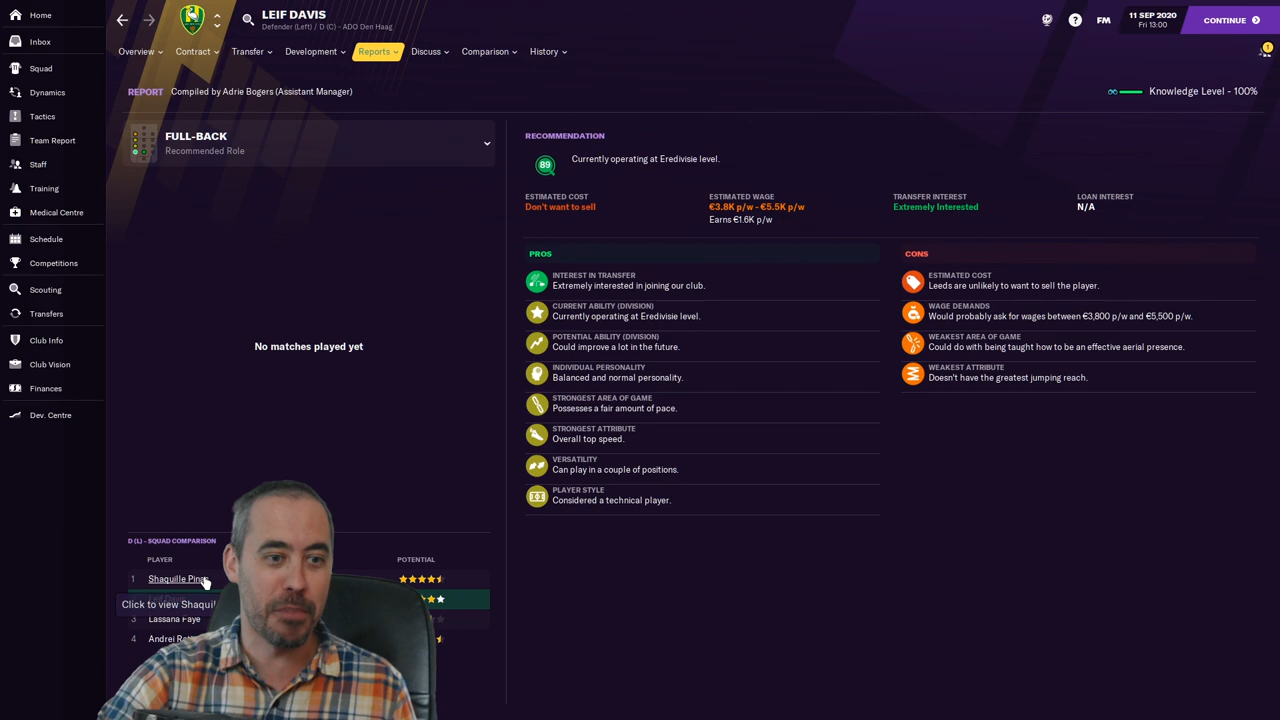 Home
Inbox
Squad
Dynamics
Tactics
Team Report
Staff
Training
Medical Centre
Schedule
Competitions
Scouting
Transfers
Club Info
Club Vision
Finances
Dev. Centre
LEIF DAVIS
Defender (Left) / D (C) - ADO Den Haag
FM
11 SEP 2020
Fri 13:00
CONTINUE
Overview
Contract
Transfer
Development
Reports
Discuss
Comparison
History
REPORT Compiled by Adrie Bogers (Assistant Manager)
Knowledge Level - 100%
FULL-BACK
Recommended Role
No matches played yet
D (L) - SQUAD COMPARISON
PLAYER POTENTIAL
1 Shaquille Pinas
Click to view Shaqui
3 Lassana Faye
4 Andrei
RECOMMENDATION
89 Currently operating at Eredivisie level.
ESTIMATED COST
Don't want to sell
ESTIMATED WAGE
€3.8K p/w - €5.5K p/w
Earns €1.6K p/w
TRANSFER INTEREST
Extremely Interested
LOAN INTEREST
N/A
PROS
INTEREST IN TRANSFER
Extremely interested in joining our club.
CURRENT ABILITY (DIVISION)
Currently operating at Eredivisie level.
POTENTIAL ABILITY (DIVISION)
Could improve a lot in the future.
INDIVIDUAL PERSONALITY
Balanced and normal personality.
STRONGEST AREA OF GAME
Possesses a fair amount of pace.
STRONGEST ATTRIBUTE
Overall top speed.
VERSATILITY
Can play in a couple of positions.
PLAYER STYLE
Considered a technical player.
CONS
ESTIMATED COST
Leeds are unlikely to want to sell the player.
WAGE DEMANDS
Would probably ask for wages between €3,800 p/w and €5,500 p/w.
WEAKEST AREA OF GAME
Could do with being taught how to be an effective aerial presence.
WEAKEST ATTRIBUTE
Doesn't have the greatest jumping reach.